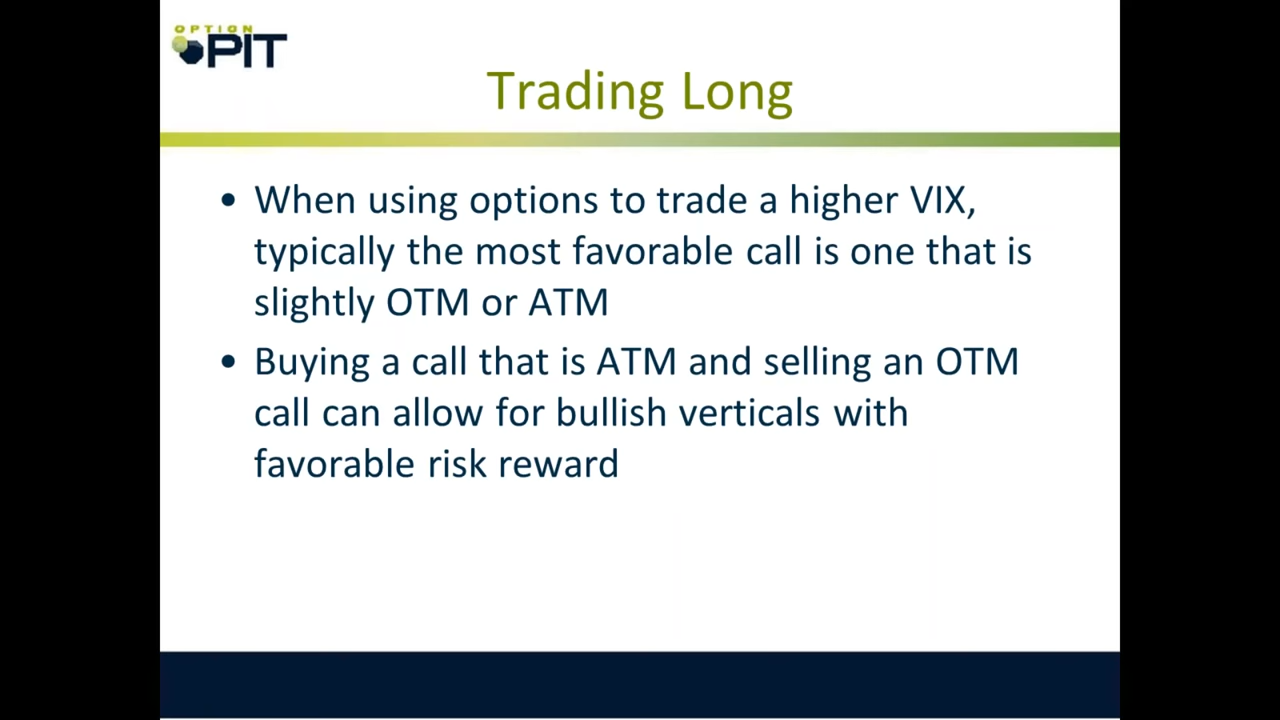 OPTION
PIT
Trading Long
• When using options to trade a higher VIX,
typically the most favorable call is one that is
slightly OTM or ATM
• Buying a call that is ATM and selling an OTM
call can allow for bullish verticals with
favorable risk reward